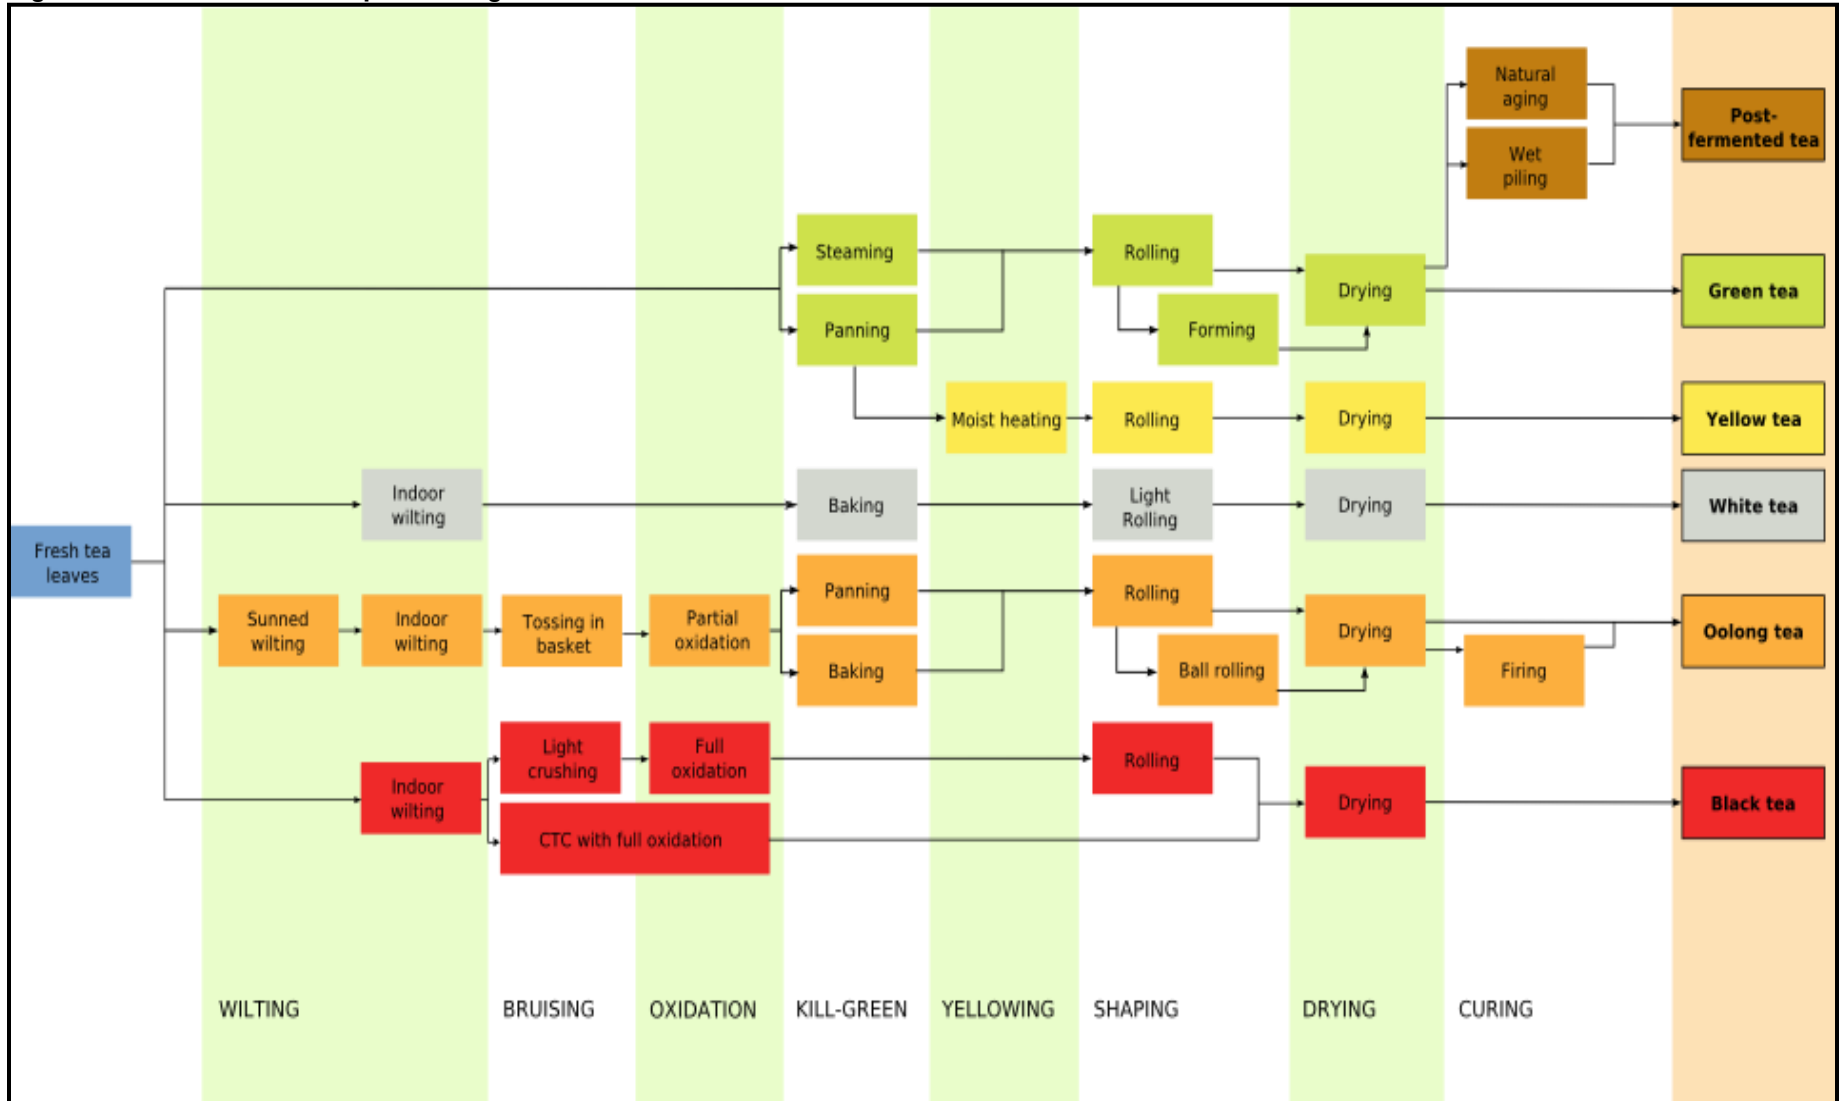 Natural
aging
Post-
fermented tea
Wet
piling
Steaming
Rolling
Drying
Green tea
Panning
Forming
Moist heating
Rolling
Drying
Yellow tea
Indoor
wilting
Baking
Light
Rolling
Drying
White tea
Fresh tea
leaves
Sunned
wilting
Indoor
wilting
Tossing in
basket
Partial
oxidation
Panning
Baking
Rolling
Ball rolling
Drying
Firing
Oolong tea
Indoor
wilting
Light
crushing
Full
oxidation
CTC with full oxidation
Rolling
Drying
Black tea
WILTING
BRUISING
OXIDATION
KILL-GREEN
YELLOWING
SHAPING
DRYING
CURING